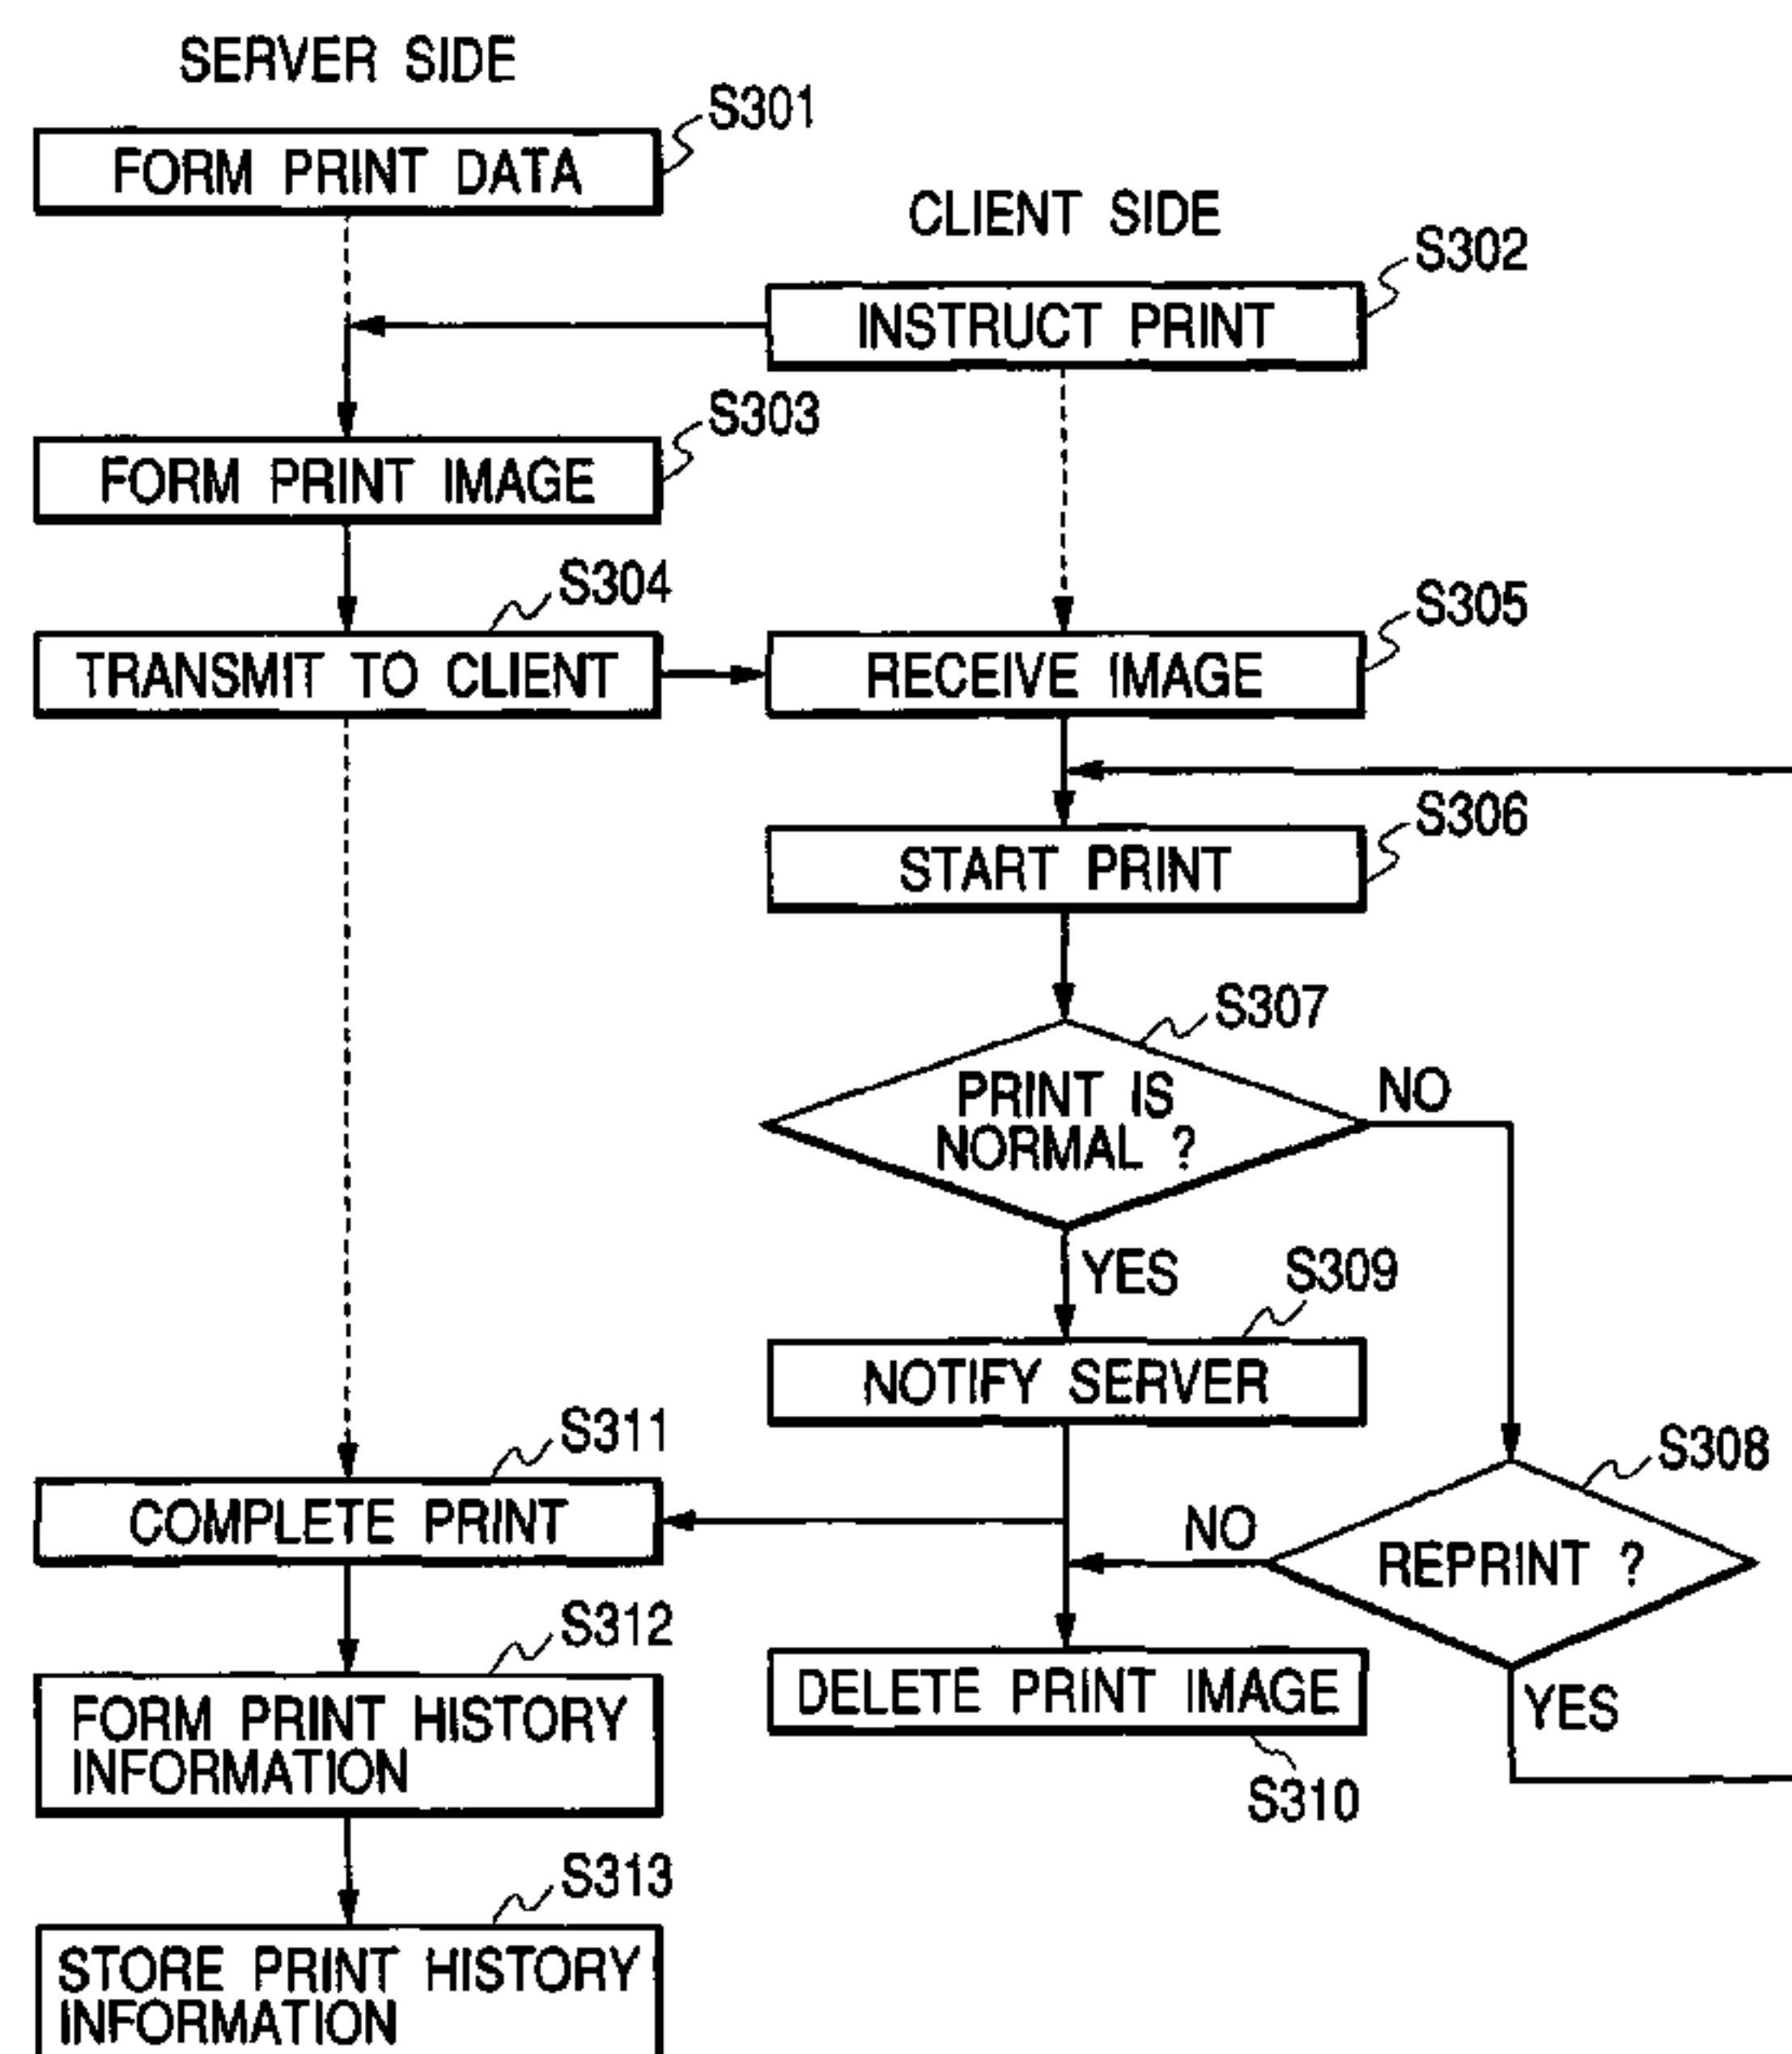 SERVER SIDE
S301
FORM PRINT DATA
CLIENT SIDE
S302
INSTRUCT PRINT
S303
FORM PRINT IMAGE
S304
TRANSMIT TO CLIENT
S305
RECEIVE IMAGE
S306
START PRINT
S307
PRINT IS
NORMAL ?
NO
YES
S309
NOTIFY SERVER
S311
COMPLETE PRINT
S308
NO
REPRINT ?
YES
S312
FORM PRINT HISTORY
INFORMATION
DELETE PRINT IMAGE
S310
S313
STORE PRINT HISTORY
INFORMATION